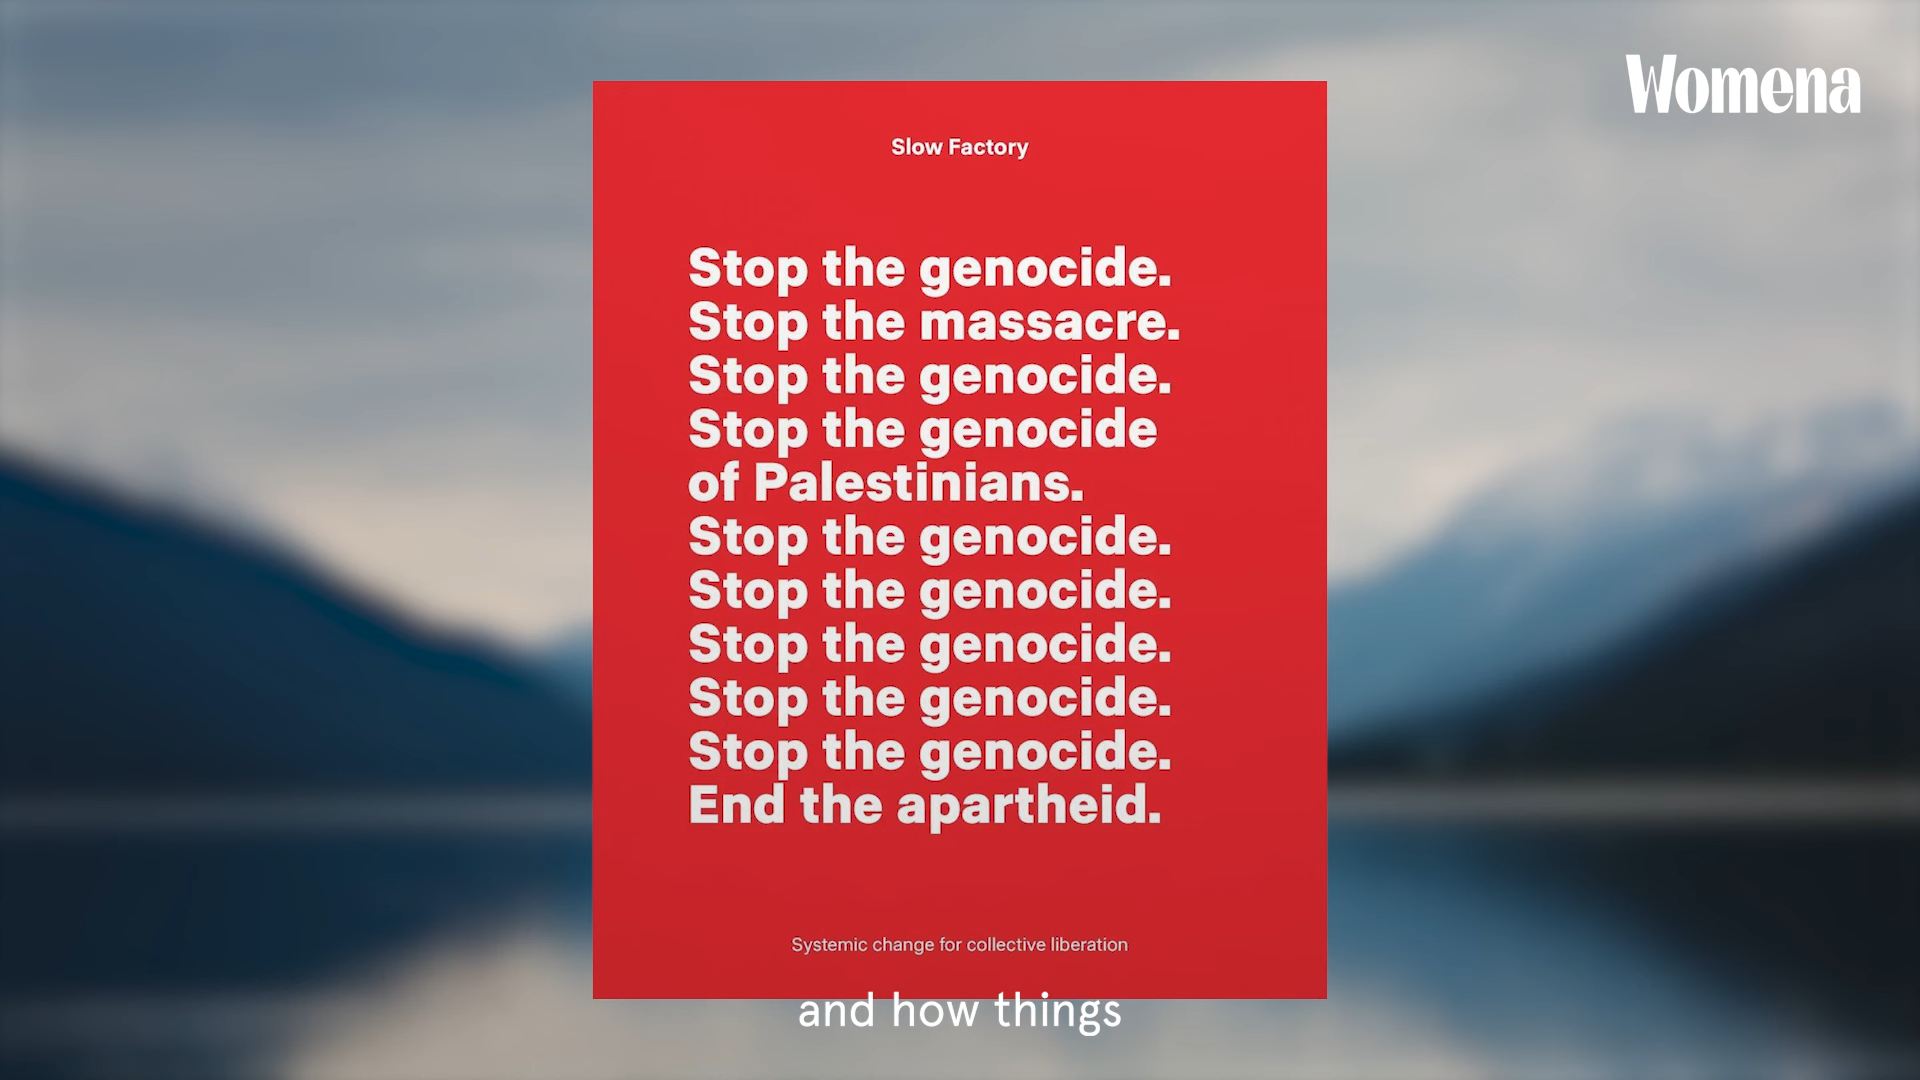 Womena
Slow Factory
Stop the genocide.
Stop the massacre.
Stop the genocide.
Stop the genocide
of Palestinians.
Stop the genocide.
Stop the genocide.
Stop the genocide.
Stop the genocide.
Stop the genocide.
End the apartheid.
Systemic change for collective liberation
and how things